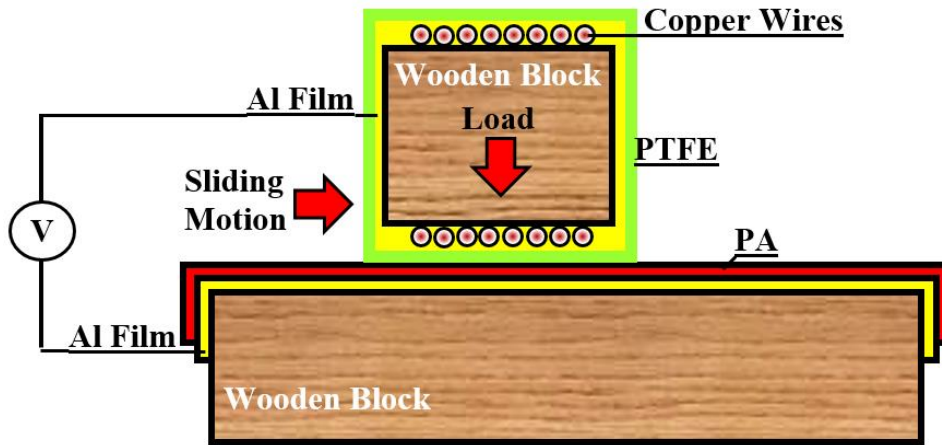 Copper Wires
Wooden Block
Al Film
Load
PTFE
Sliding
Motion
V
PA
Al Film
Wooden Block